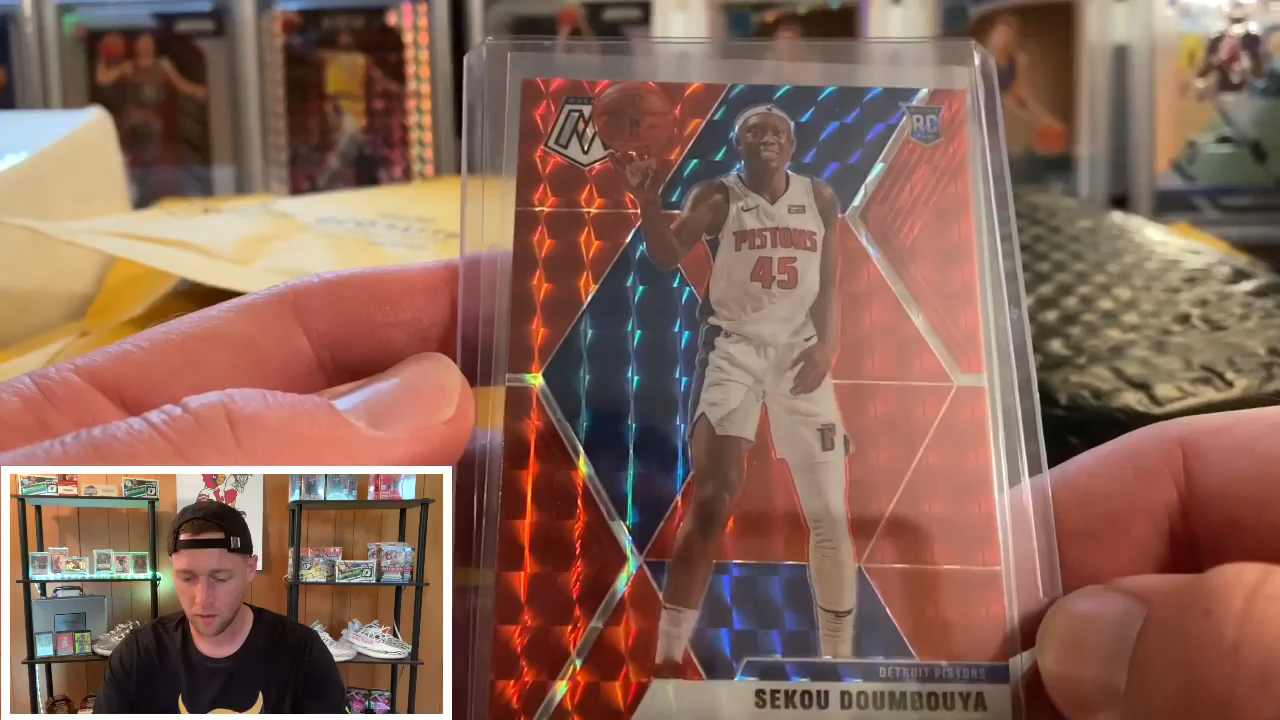 RC
PISTONS
45
DETROIT PISTONS
SEKOU DOUMBOUYA